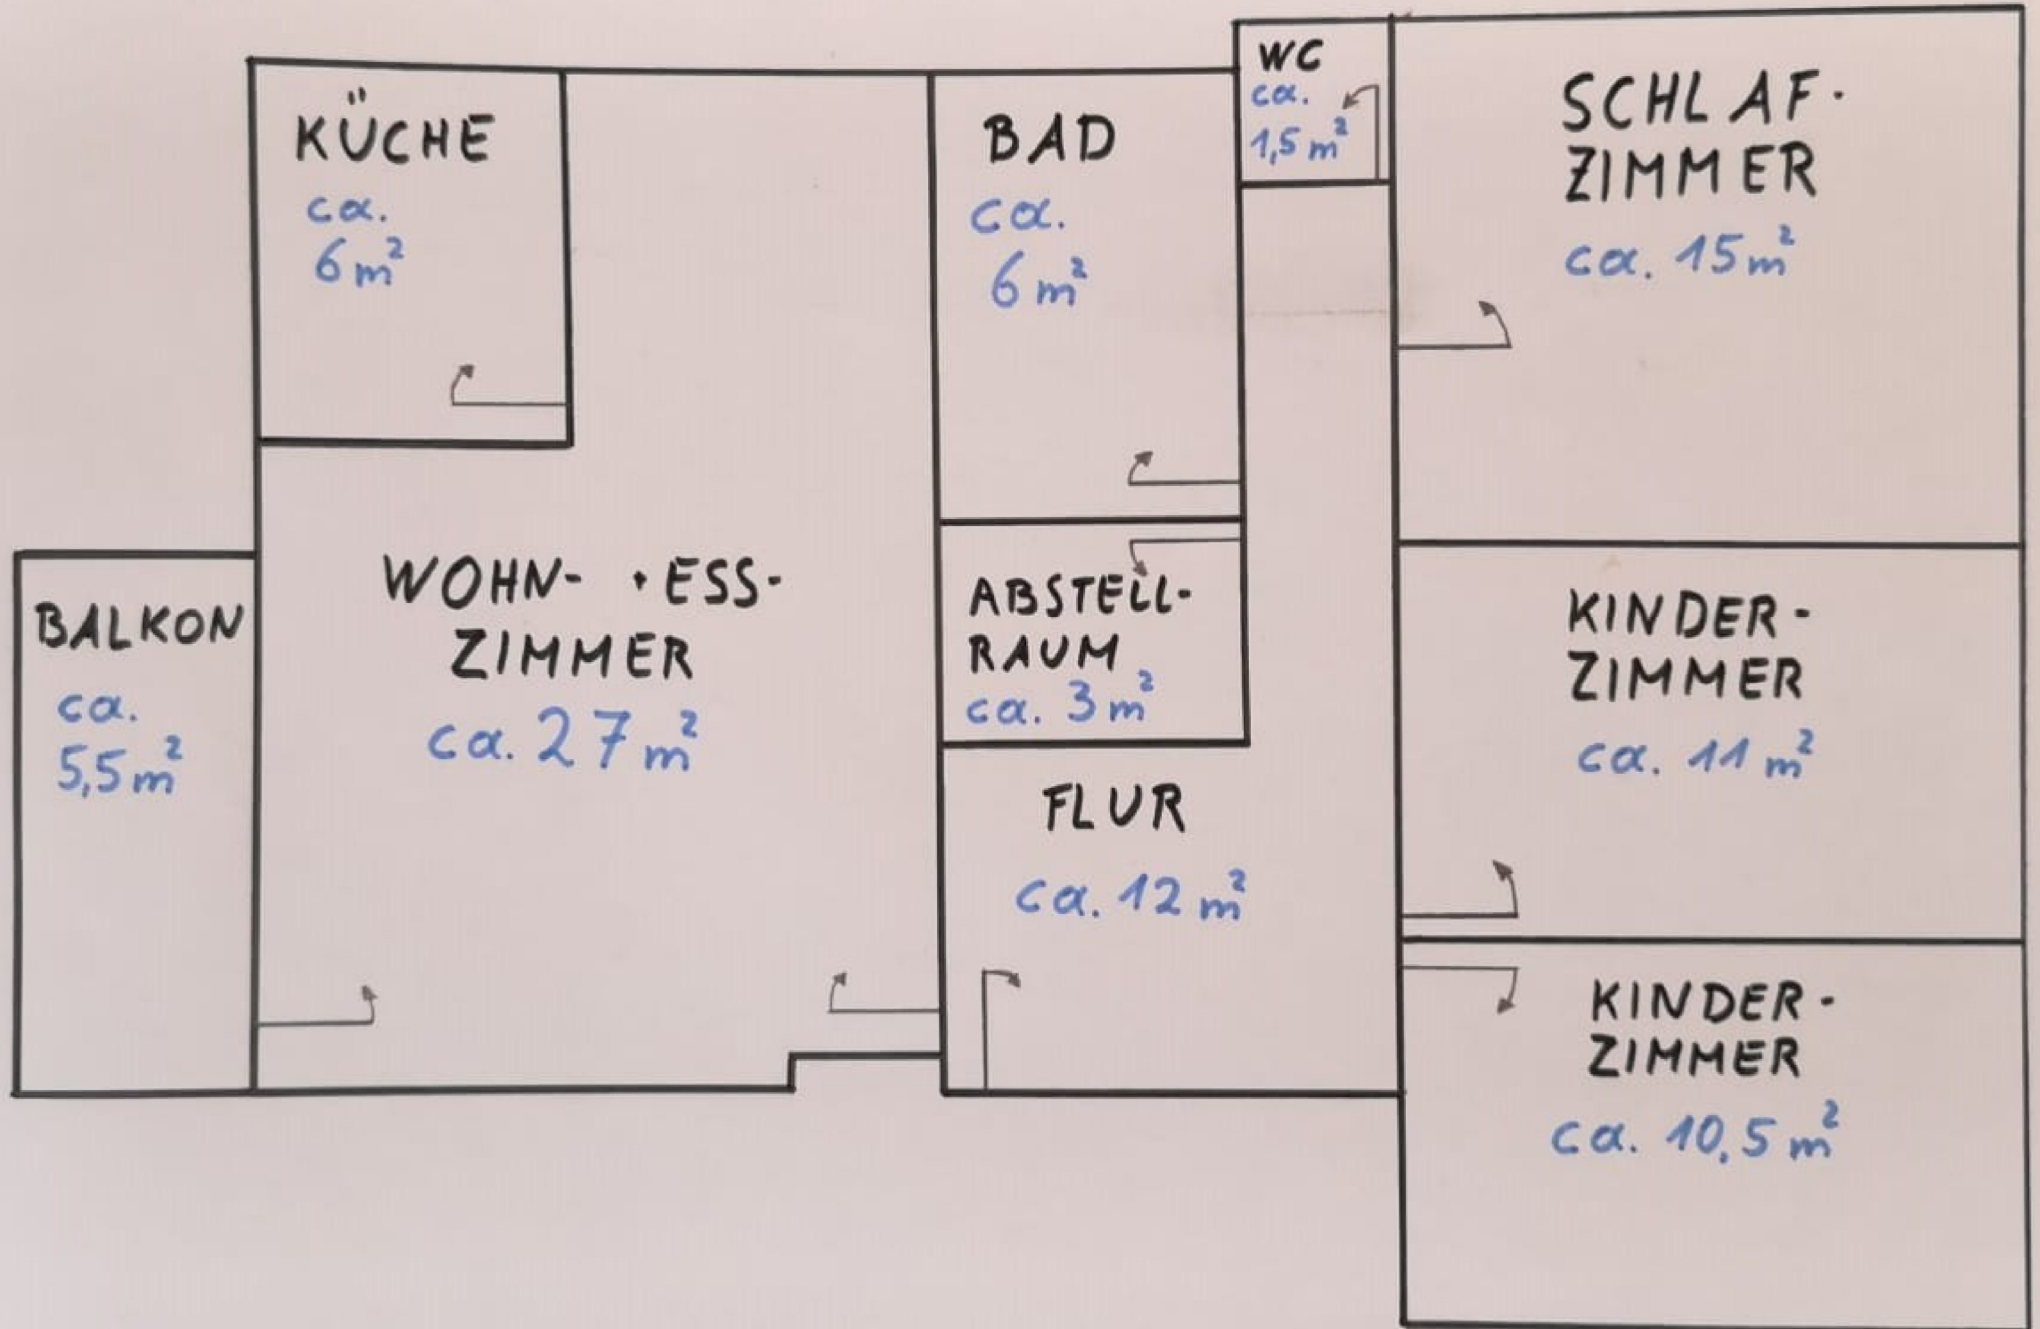 KÜCHE
ca.
6 m²
BAD
ca.
6 m²
WC
ca.
1,5 m²
SCHLAF-
ZIMMER
ca. 15 m²
BALKON
ca.
5,5 m²
WOHN- + ESS-
ZIMMER
ca. 27 m²
ABSTELL-
RAUM
ca. 3 m²
FLUR
ca. 12 m²
KINDER-
ZIMMER
ca. 11 m²
KINDER-
ZIMMER
ca. 10,5 m²